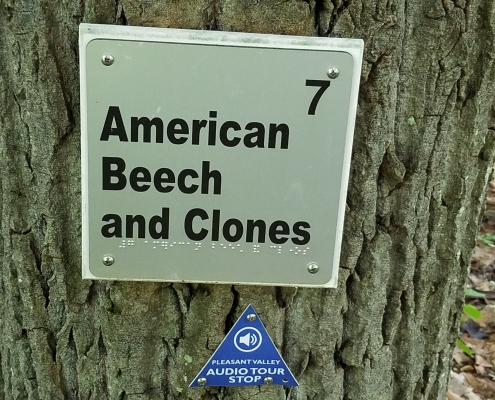 7
American
Beech
and Clones
PLEASANT VALLEY
AUDIO TOUR
STOP